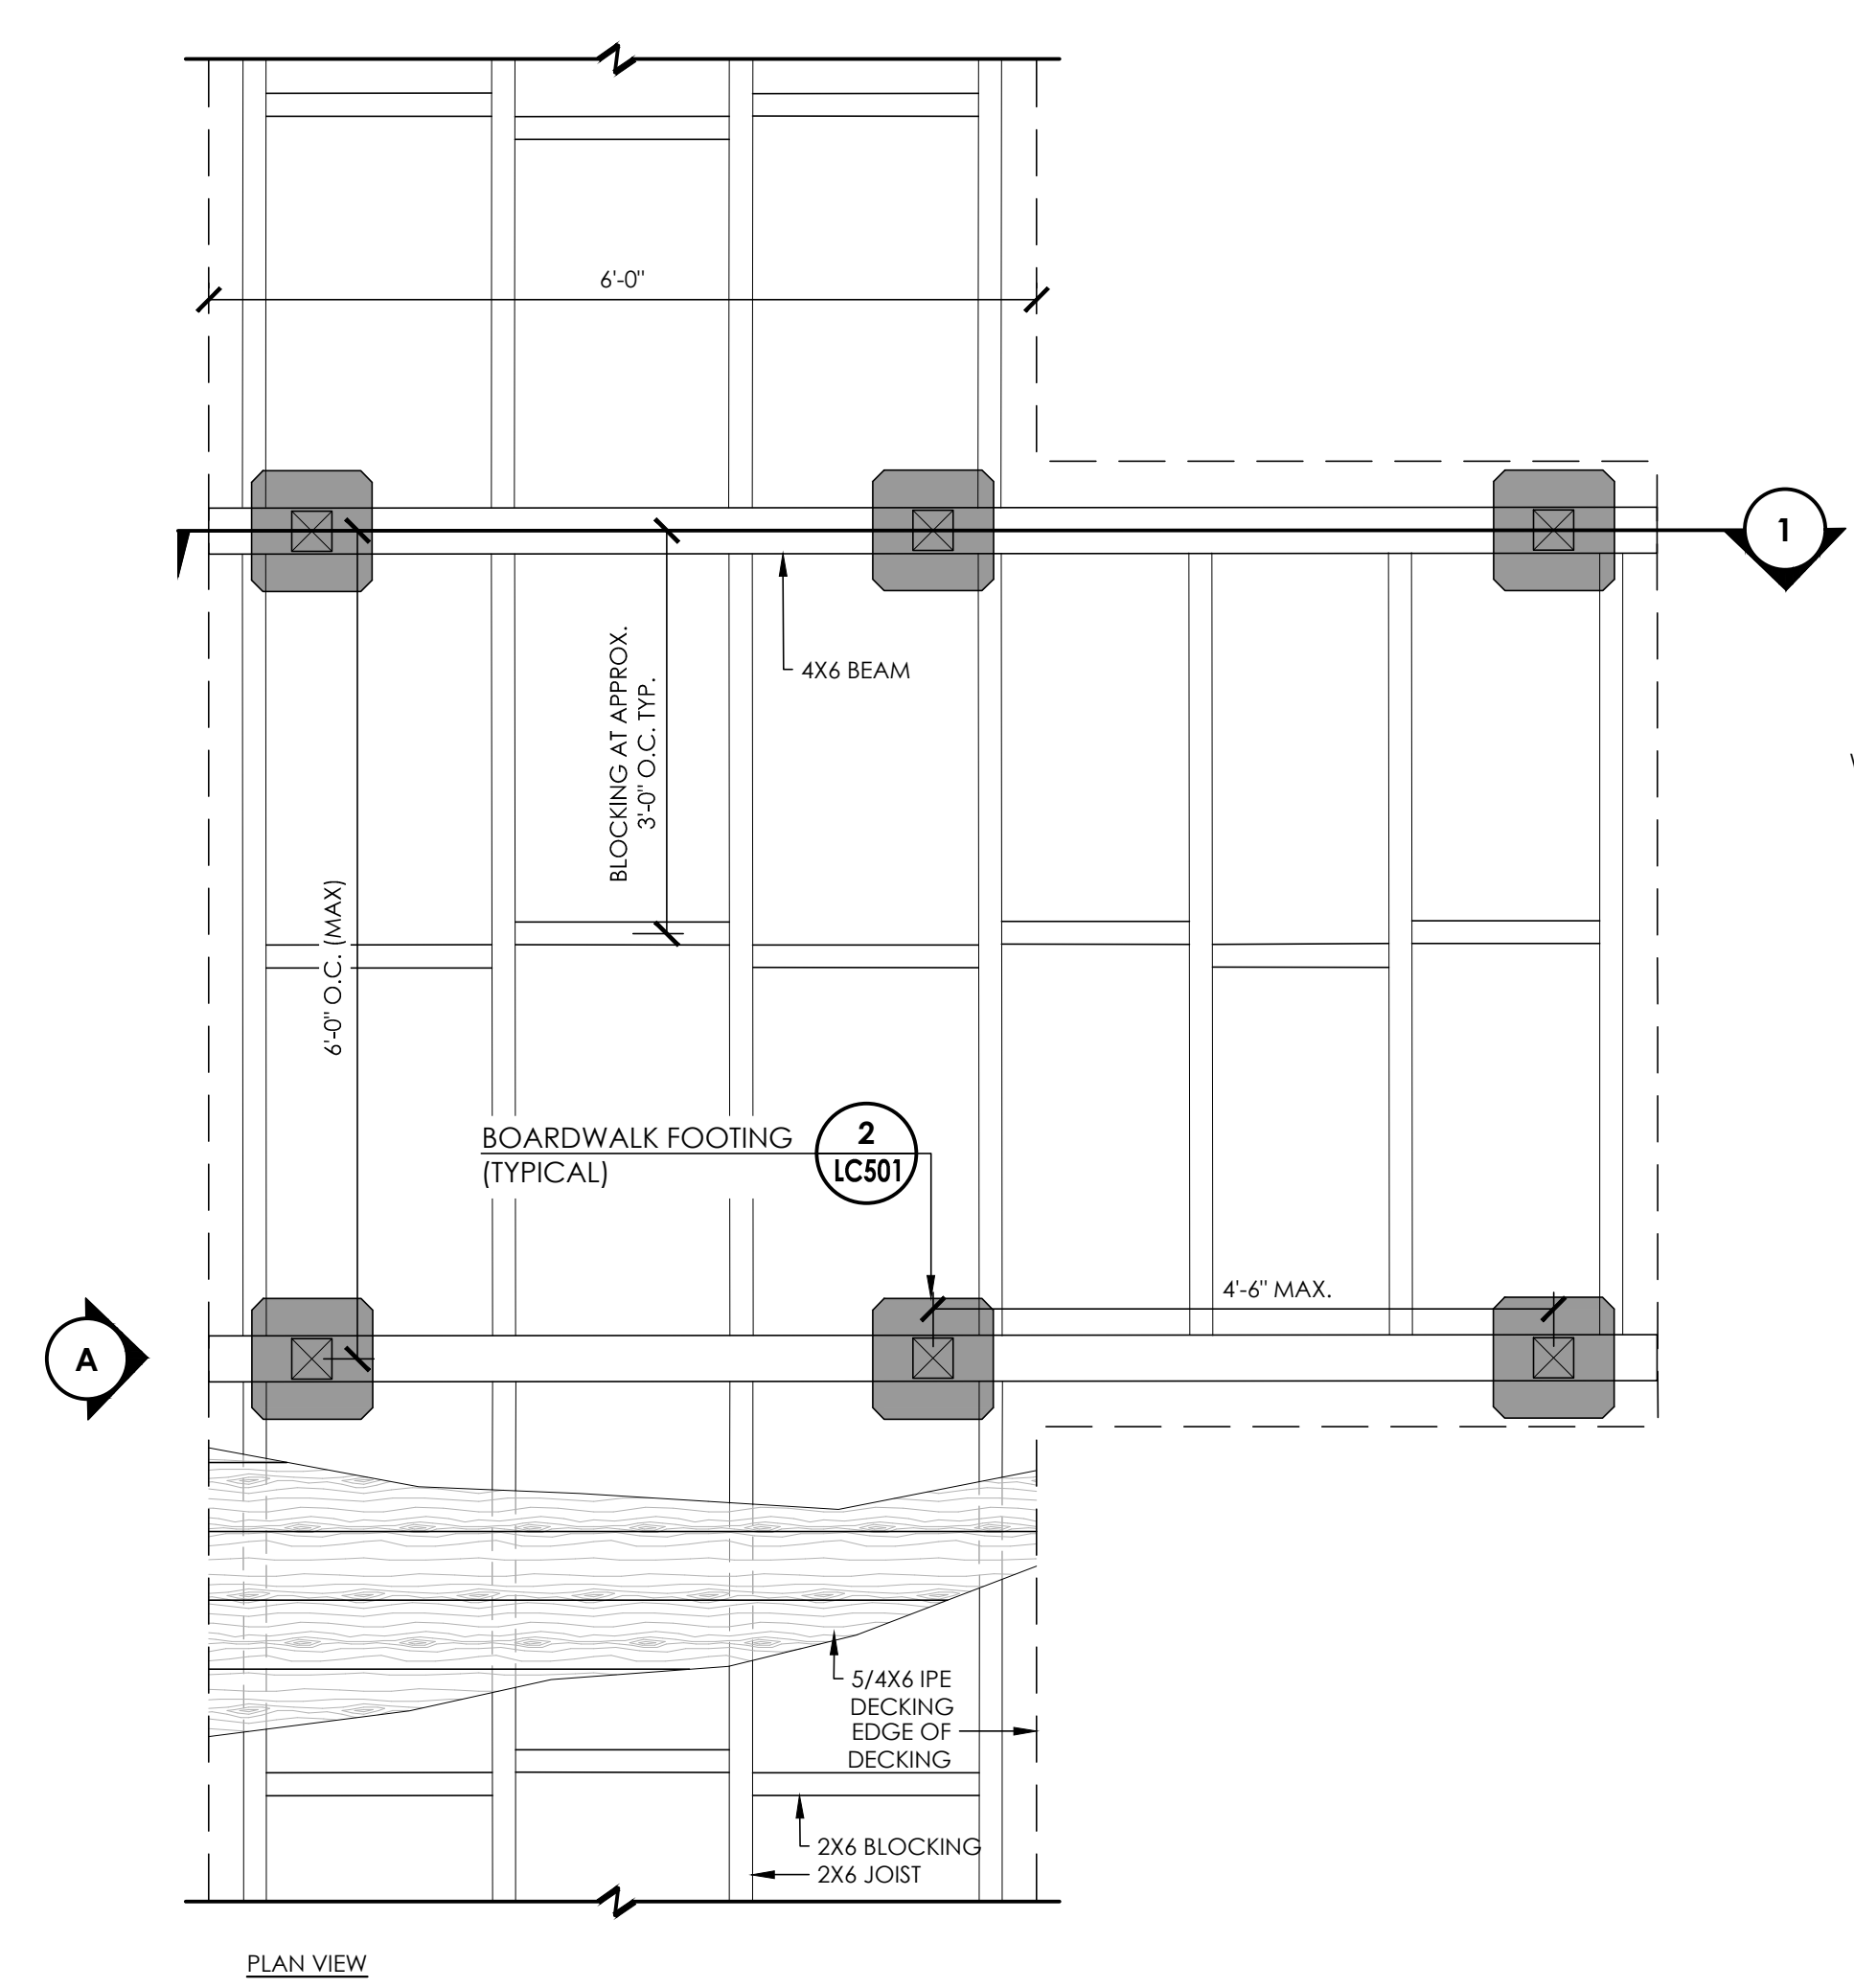 6'-0"
1
4X6 BEAM
BLOCKING AT APPROX.
3'-0" O.C. TYP.
6'-0" O.C. (MAX)
BOARDWALK FOOTING
(TYPICAL)
2
LC501
4'-6" MAX.
A
5/4X6 IPE
DECKING
EDGE OF
DECKING
2X6 BLOCKING
2X6 JOIST
PLAN VIEW